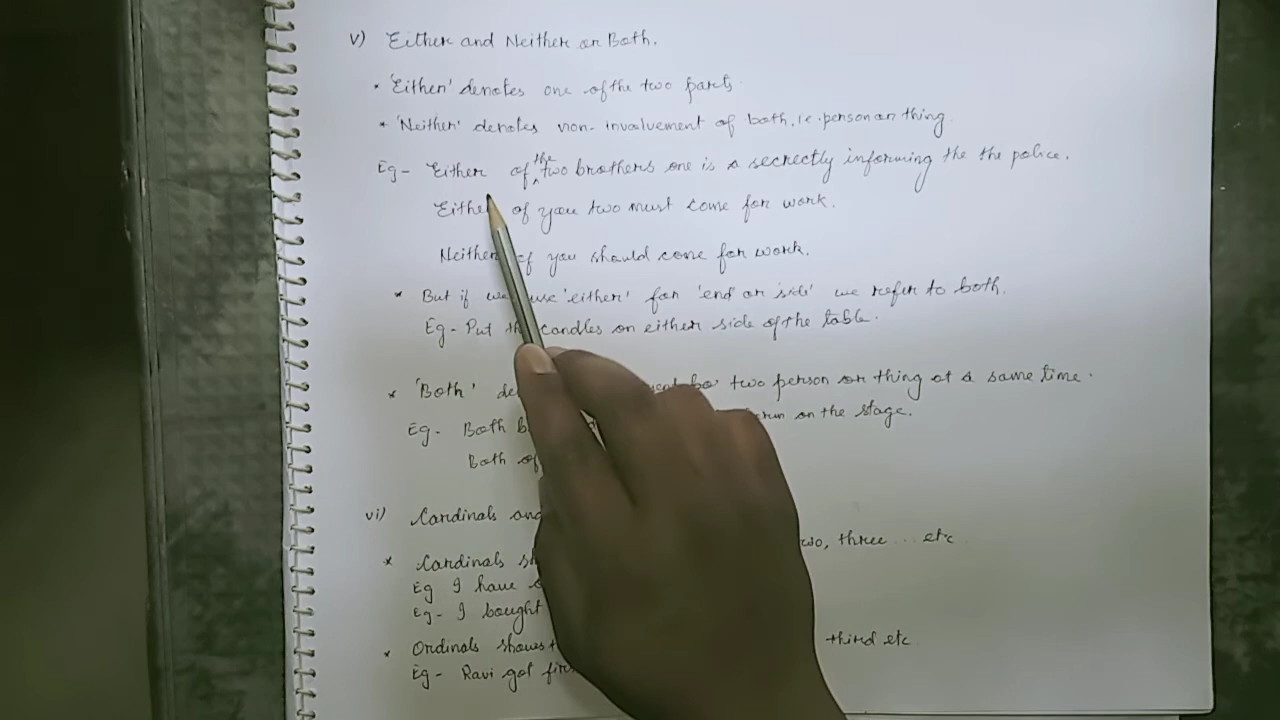 v) Either and Neither or Both.
* 'Either' denotes one of the two parts.
* 'Neither' denotes non-involvement of both, i.e. person or thing
Eg - Either of the two brothers one is a secrectly informing the the police.
Either of you two must come for work.
Neither of you should come for work.
* But if we use 'either' for 'end or side' we refer to both.
Eg - Put the candles on either side of the table.
* 'Both' two person or thing at a same time.
Eg - Both on the stage.
Both of
vi) Cardinals and
* Cardinals two, three ... etc
Eg I have
Eg - I bought
* Ordinals shows third etc
Eg - Ravi got first